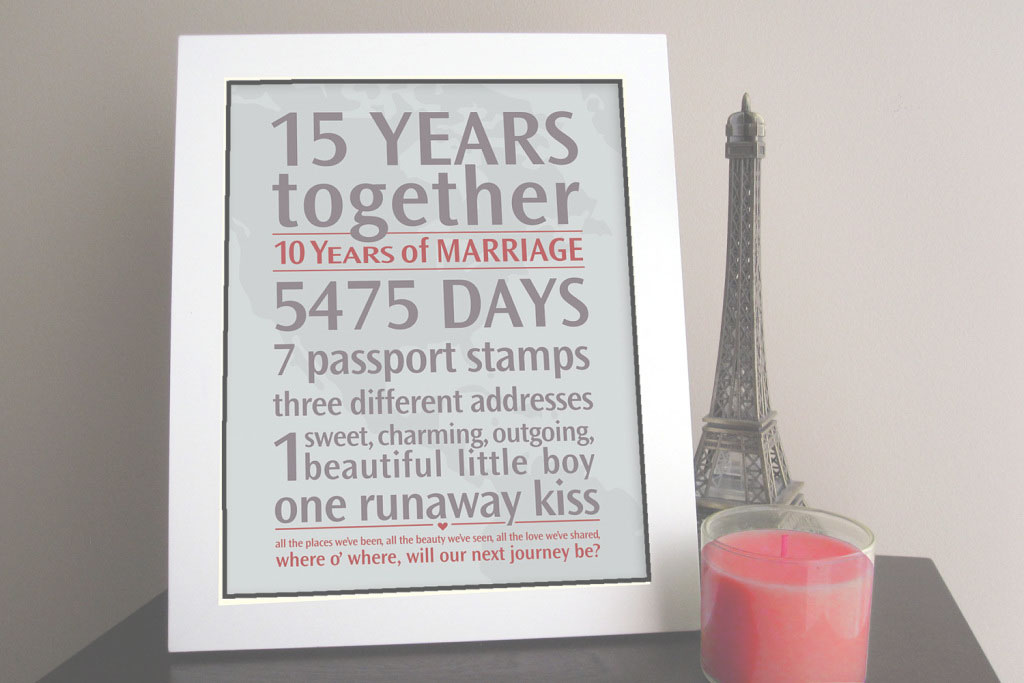 15 YEARS
together
10 YEARS of MARRIAGE
5475 DAYS
7 passport stamps
three different addresses
1 sweet, charming, outgoing,
beautiful little boy
one runaway kiss
all the places we've been, all the beauty we've seen, all the love we've shared,
where o' where, will our next journey be?